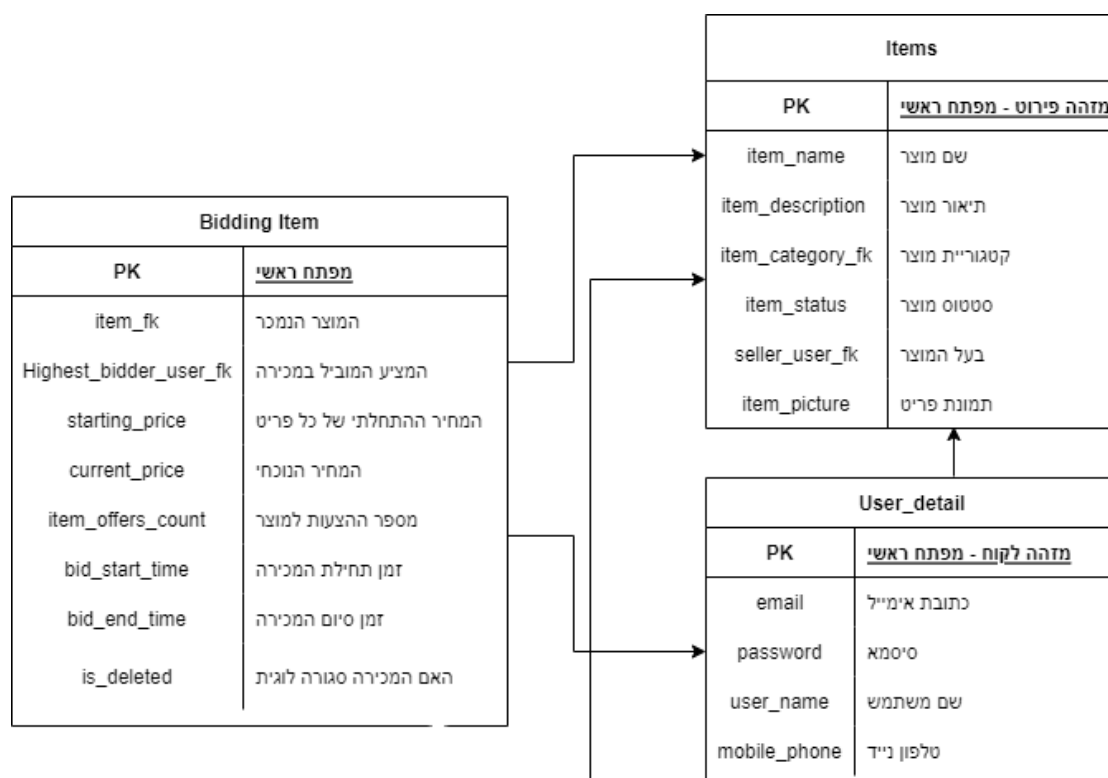 Items
PK מזהה פירוט - מפתח ראשי
item_name שם מוצר
item_description תיאור מוצר
item_category_fk קטגוריית מוצר
item_status סטטוס מוצר
seller_user_fk בעל המוצר
item_picture תמונת פריט
Bidding Item
PK מפתח ראשי
item_fk המוצר הנמכר
Highest_bidder_user_fk המציע המוביל במכירה
starting_price המחיר ההתחלתי של כל פריט
current_price המחיר הנוכחי
item_offers_count מספר ההצעות למוצר
bid_start_time זמן תחילת המכירה
bid_end_time זמן סיום המכירה
is_deleted האם המכירה סגורה לוגית
User_detail
PK מזהה לקוח - מפתח ראשי
email כתובת אימייל
password סיסמא
user_name שם משתמש
mobile_phone טלפון נייד